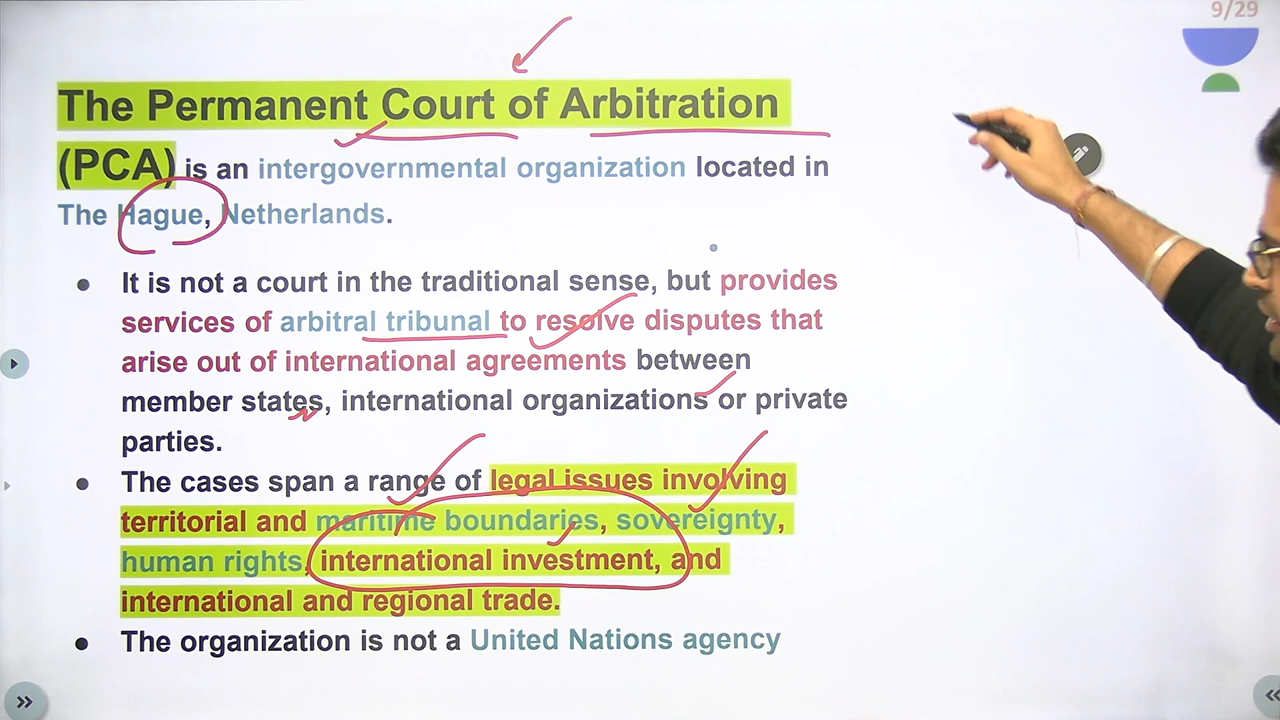 9/29
The Permanent Court of Arbitration
(PCA) is an intergovernmental organization located in
The Hague, Netherlands.
● It is not a court in the traditional sense, but provides
services of arbitral tribunal to resolve disputes that
arise out of international agreements between
member states, international organizations or private
parties.
● The cases span a range of legal issues involving
territorial and maritime boundaries, sovereignty,
human rights, international investment, and
international and regional trade.
● The organization is not a United Nations agency